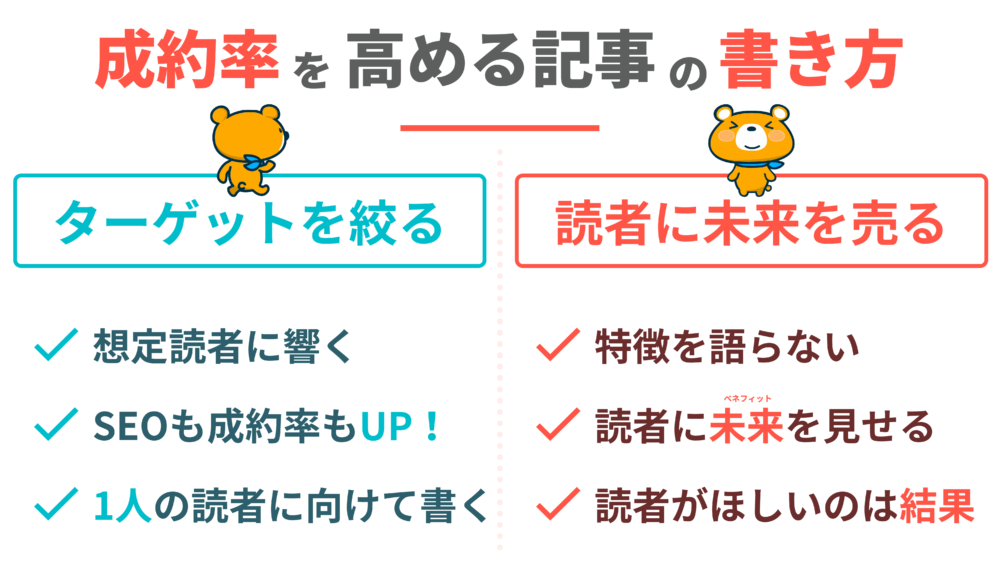 成約率を高める記事の書き方
ターゲットを絞る
想定読者に響く
SEOも成約率もUP！
1人の読者に向けて書く
読者に未来を売る
特徴を語らない
ベネフィット
読者に未来を見せる
読者がほしいのは結果